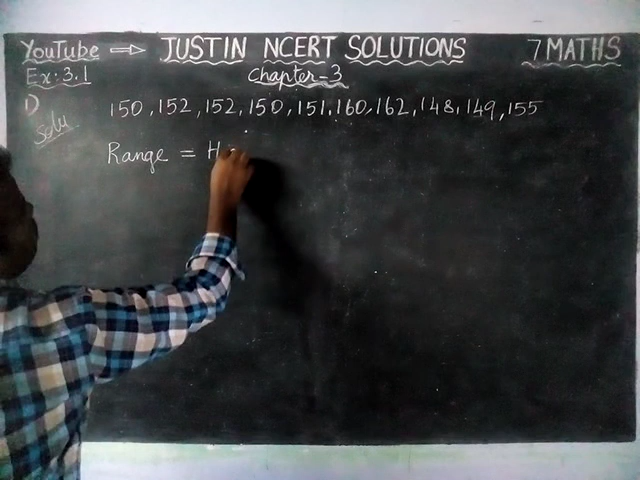 YouTube ⇒ JUSTIN NCERT SOLUTIONS 7 MATHS
Ex: 3.1 Chapter-3
1) 150, 152, 152, 150, 151, 160, 162, 148, 149, 155
Solu
Range = H